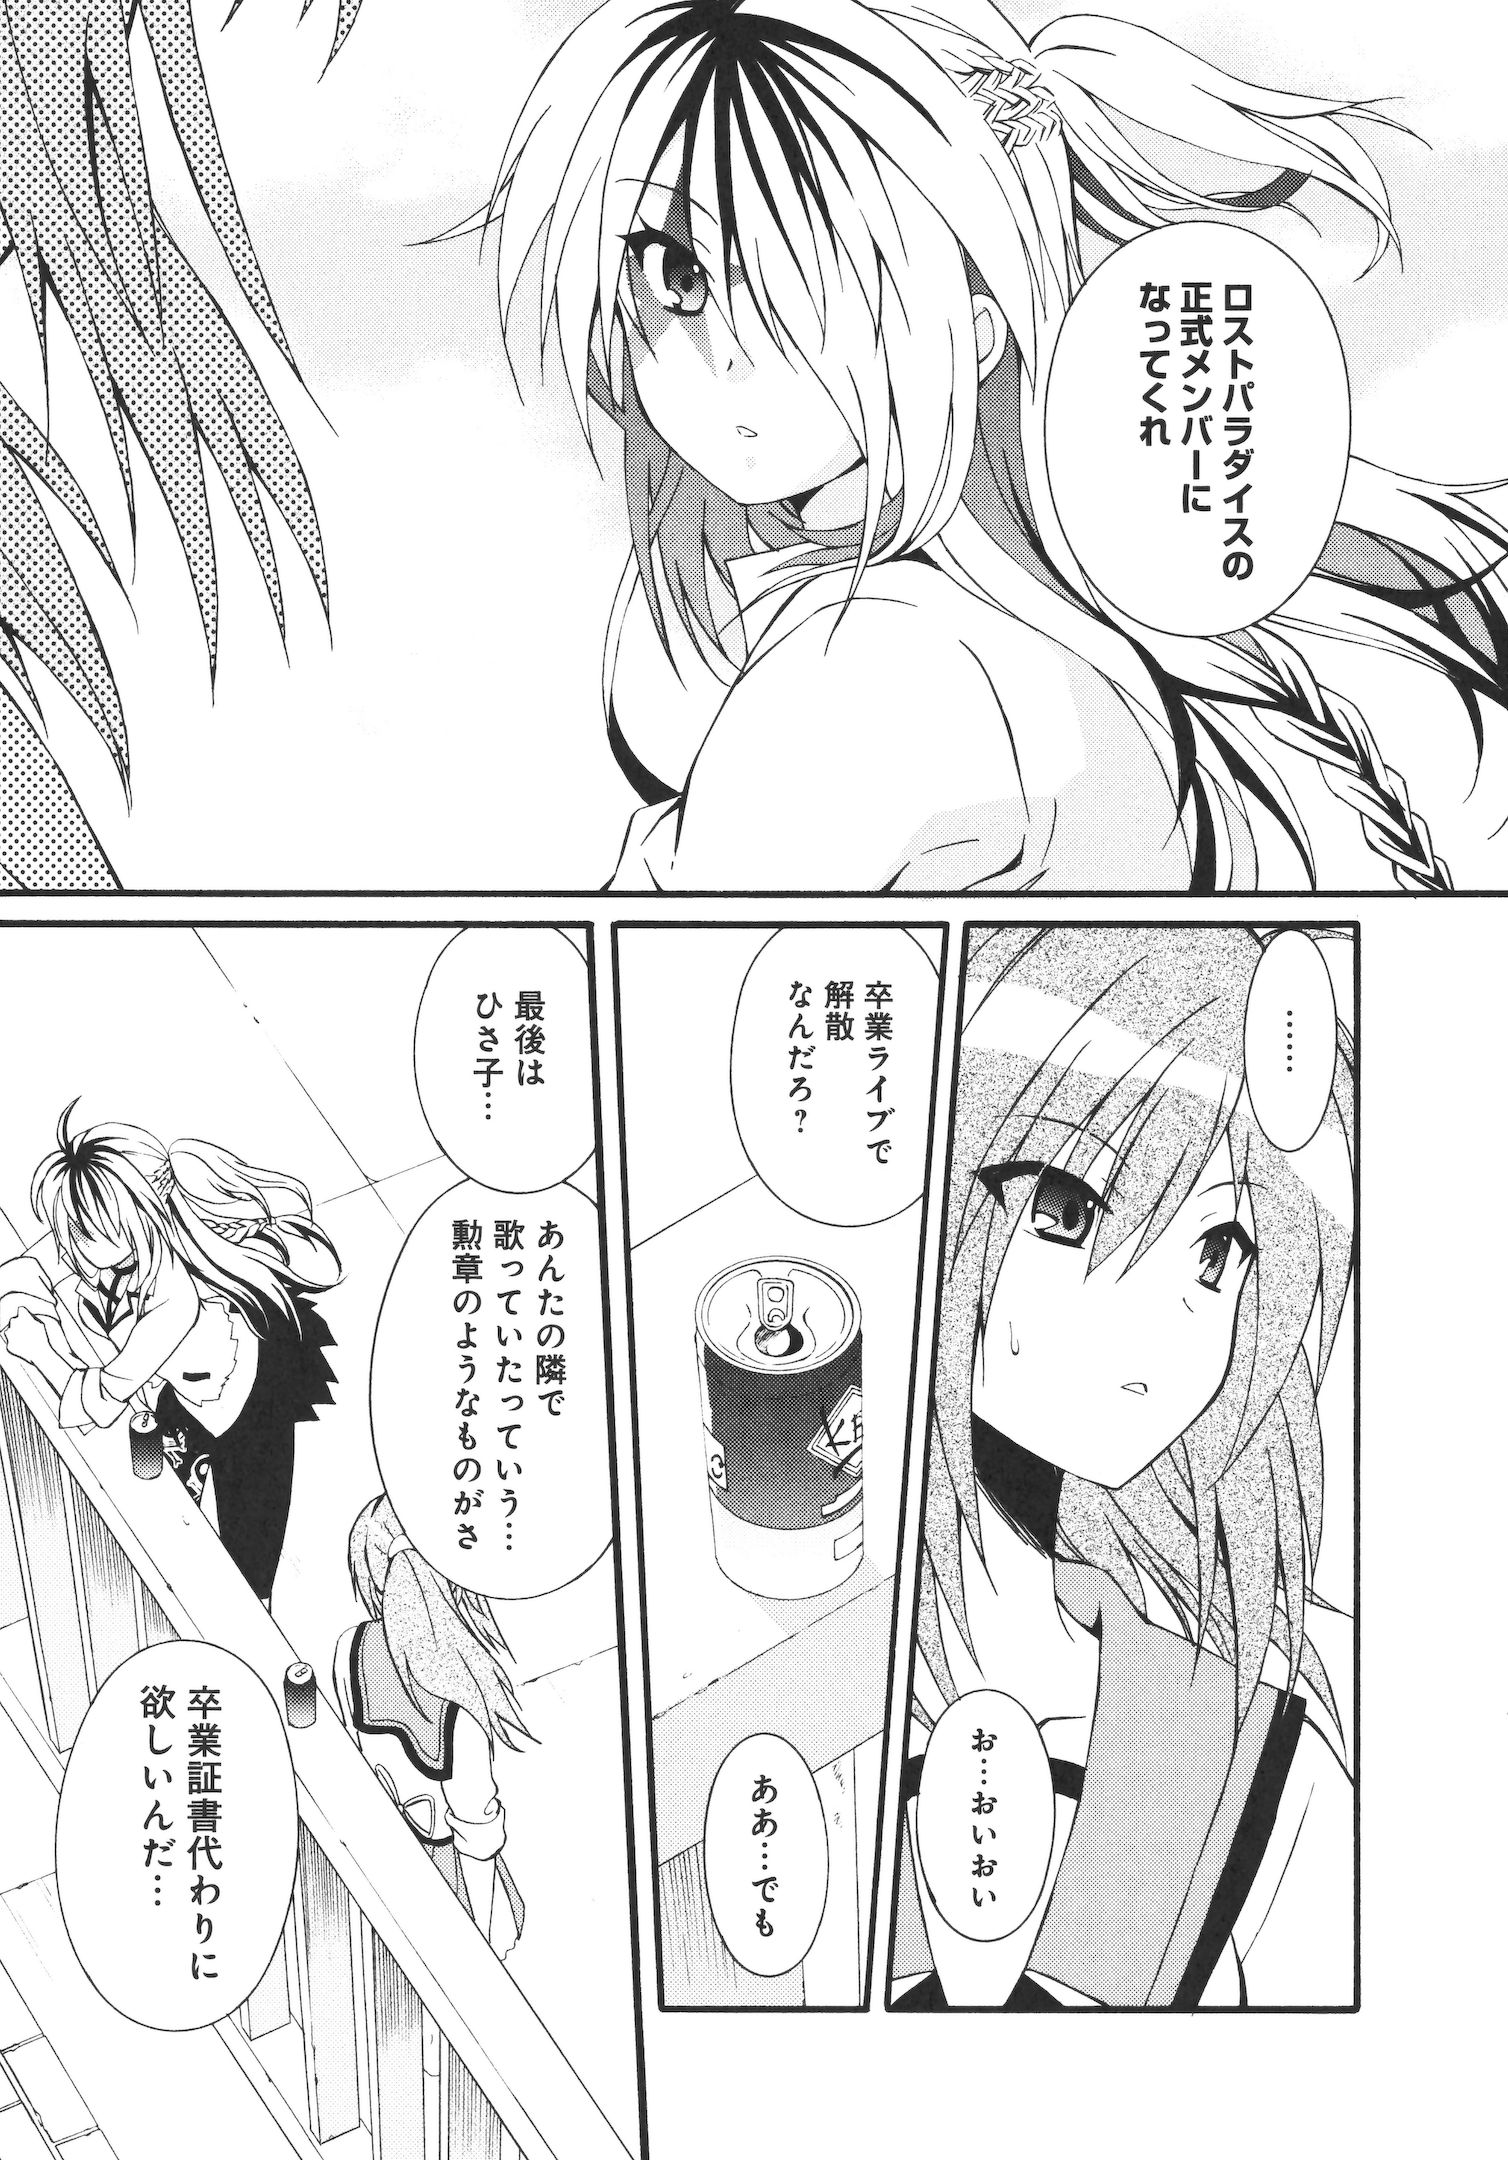 ロストパラダイスの
正式メンバーに
なってくれ
……
お…おいおい
卒業ライブで
解散
なんだろ?
ああ…でも
最後は
ひさ子…
あんたの隣で
歌っていたっていう…
勲章のようなものがさ
卒業証書代わりに
欲しいんだ…